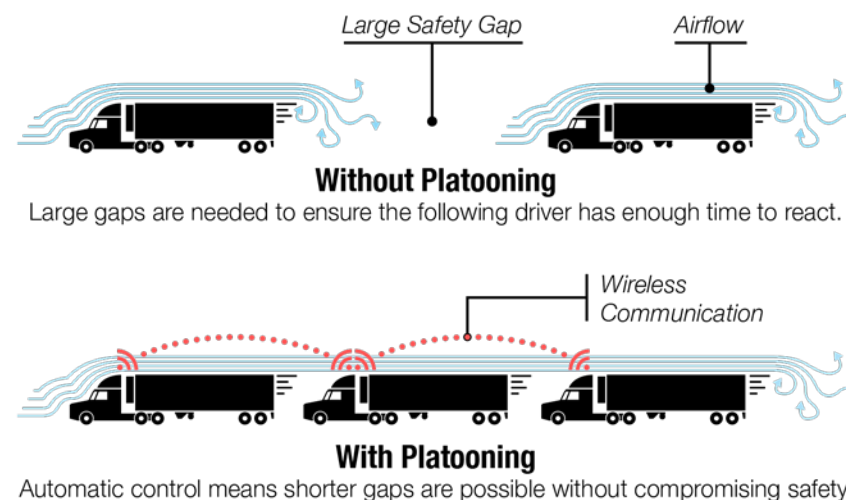 Large Safety Gap
Airflow
Without Platooning
Large gaps are needed to ensure the following driver has enough time to react.
Wireless
Communication
With Platooning
Automatic control means shorter gaps are possible without compromising safety